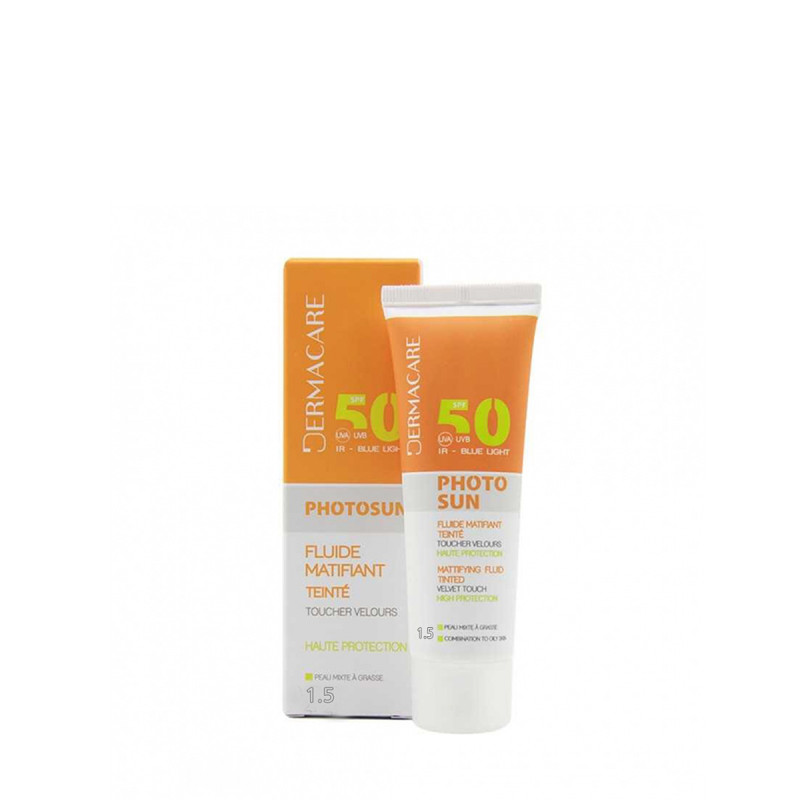 DERMACARE
SPF
50
UVA UVB
IR - BLUE LIGH
PHOTOSUN
FLUIDE
MATIFIANT
TEINTÉ
TOUCHER VELOURS
HAUTE PROTECTION
PEAU MIXTE À GRASSE
1.5
DERMACARE
SPF
50
UVA UVB
IR - BLUE LIGHT
PHOTO
SUN
FLUIDE MATIFIANT
TEINTÉ
TOUCHER VELOURS
HAUTE PROTECTION
MATTIFYING FLUID
TINTED
VELVET TOUCH
HIGH PROTECTION
PEAU MIXTE À GRASSE
1.5
COMBINATION TO OILY SKIN